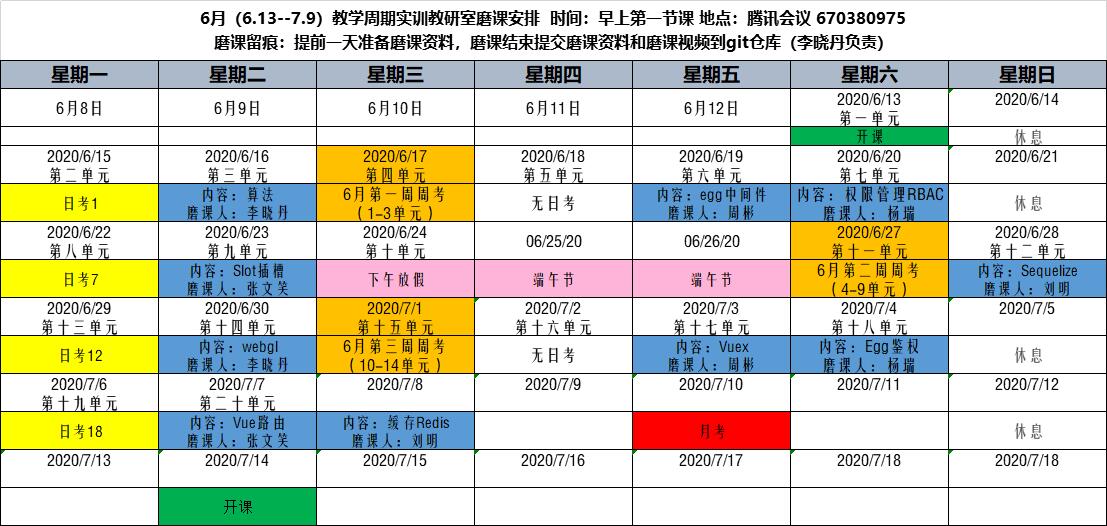 6月（6.13--7.9）教学周期实训教研室磨课安排 时间：早上第一节课 地点：腾讯会议 670380975
磨课留痕：提前一天准备磨课资料，磨课结束提交磨课资料和磨课视频到git仓库（李晓丹负责）
星期一 星期二 星期三 星期四 星期五 星期六 星期日
6月8日 6月9日 6月10日 6月11日 6月12日 2020/6/13 2020/6/14
第一单元
开课 休息
2020/6/15 2020/6/16 2020/6/17 2020/6/18 2020/6/19 2020/6/20 2020/6/21
第二单元 第三单元 第四单元 第五单元 第六单元 第七单元
日考1 内容：算法 6月第一周周考 无日考 内容：egg中间件 内容：权限管理RBAC 休息
磨课人：李晓丹 （1-3单元） 磨课人：周彬 磨课人：杨瑞
2020/6/22 2020/6/23 2020/6/24 06/25/20 06/26/20 2020/6/27 2020/6/28
第八单元 第九单元 第十单元 第十一单元 第十二单元
日考7 内容：Slot插槽 下午放假 端午节 端午节 6月第二周周考 内容：Sequelize
磨课人：张文笑 （4-9单元） 磨课人：刘明
2020/6/29 2020/6/30 2020/7/1 2020/7/2 2020/7/3 2020/7/4 2020/7/5
第十三单元 第十四单元 第十五单元 第十六单元 第十七单元 第十八单元
日考12 内容：webgl 6月第三周周考 无日考 内容：Vuex 内容：Egg鉴权 休息
磨课人：李晓丹 （10-14单元） 磨课人：周彬 磨课人：杨瑞
2020/7/6 2020/7/7 2020/7/8 2020/7/9 2020/7/10 2020/7/11 2020/7/12
第十九单元 第二十单元
日考18 内容：Vue路由 内容：缓存Redis 月考 休息
磨课人：张文笑 磨课人：刘明
2020/7/13 2020/7/14 2020/7/15 2020/7/16 2020/7/17 2020/7/18 2020/7/18
开课